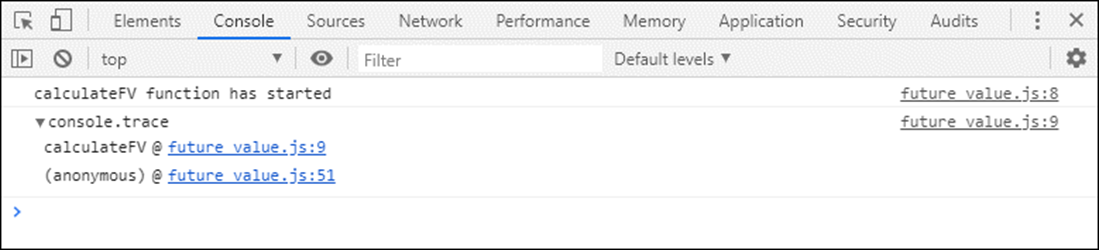 Elements Console Sources Network Performance Memory Application Security Audits
top Filter Default levels
calculateFV function has started future_value.js:8
console.trace future_value.js:9
calculateFV @ future_value.js:9
(anonymous) @ future_value.js:51